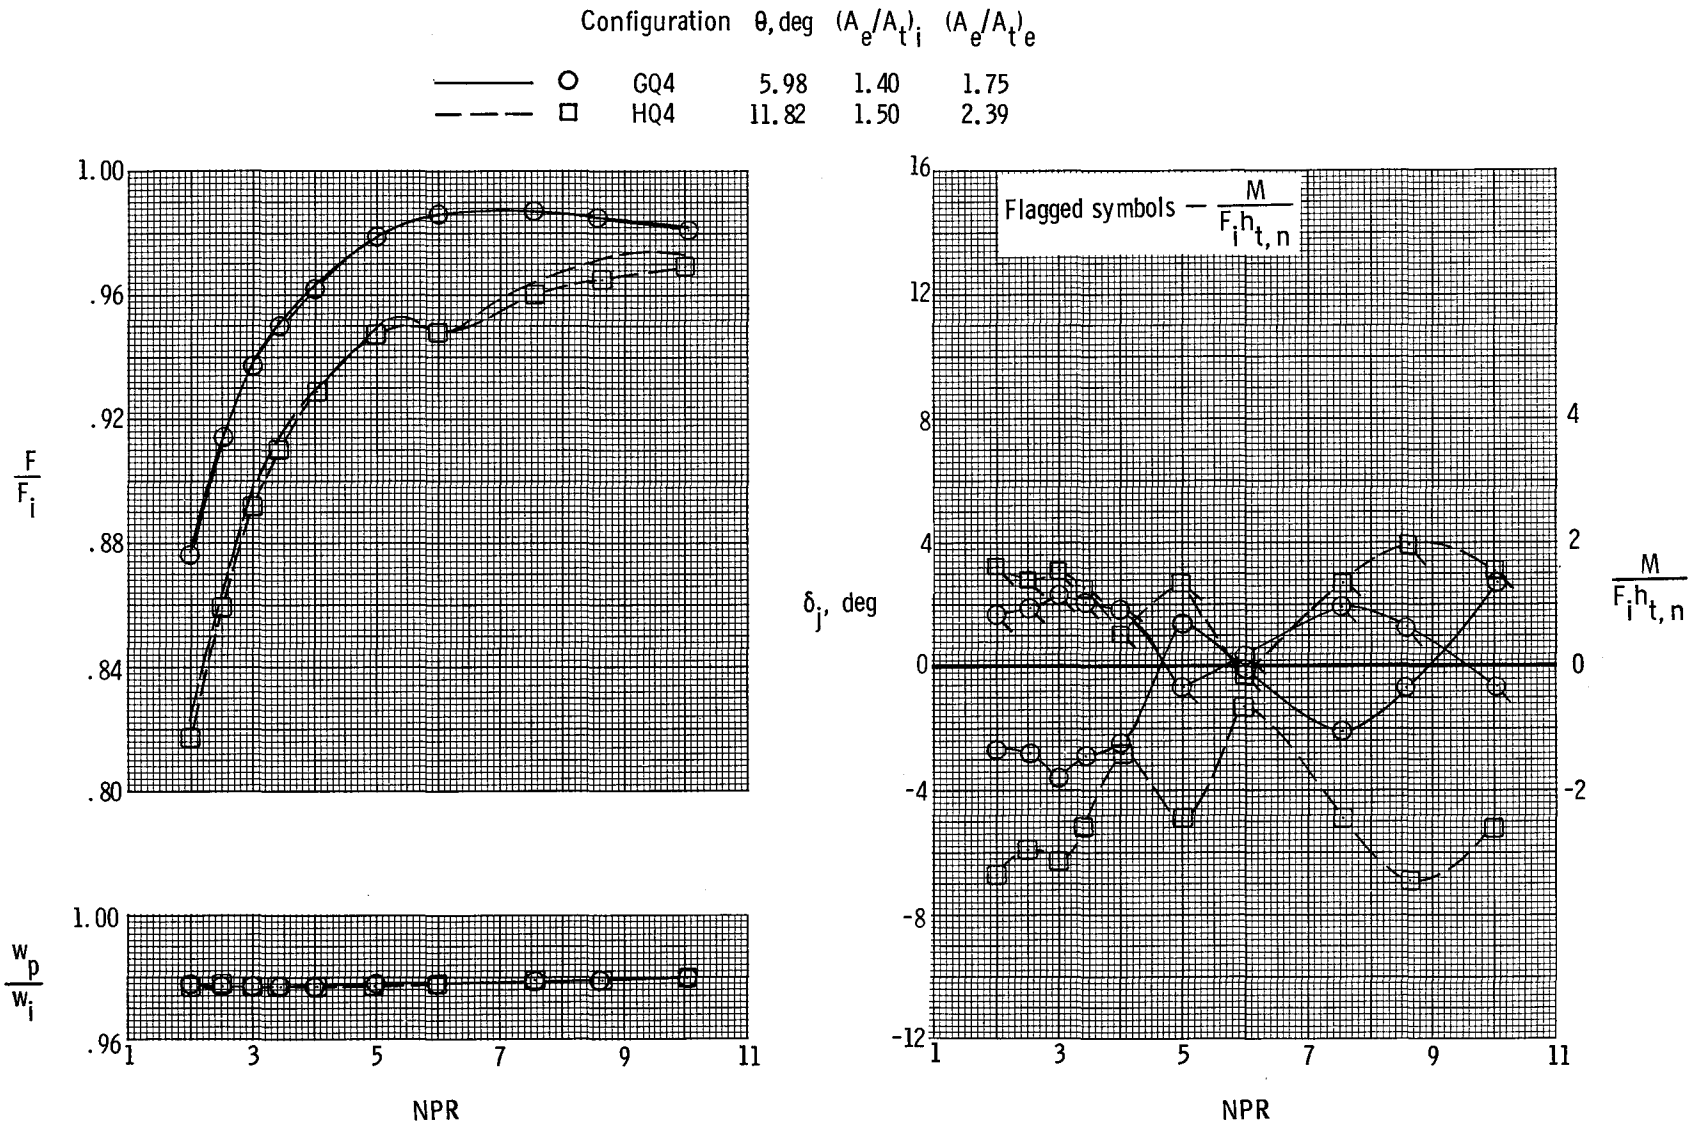 Configuration θ, deg (Ae/At)i (Ae/At)e
GQ4 5.98 1.40 1.75
HQ4 11.82 1.50 2.39
1.00
.96
.92
.88
.84
.80
F
Fi
1.00
.96
wp
wi
1 3 5 7 9 11
NPR
Flagged symbols — M
Fi ht, n
16
12
8
4
0
-4
-8
-12
δj, deg
4
2
0
-2
M
Fi ht, n
1 3 5 7 9 11
NPR